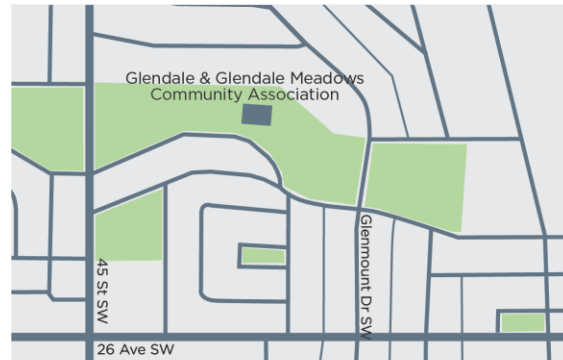 Glendale & Glendale Meadows
Community Association
Glenmount Dr SW
45 St SW
26 Ave SW